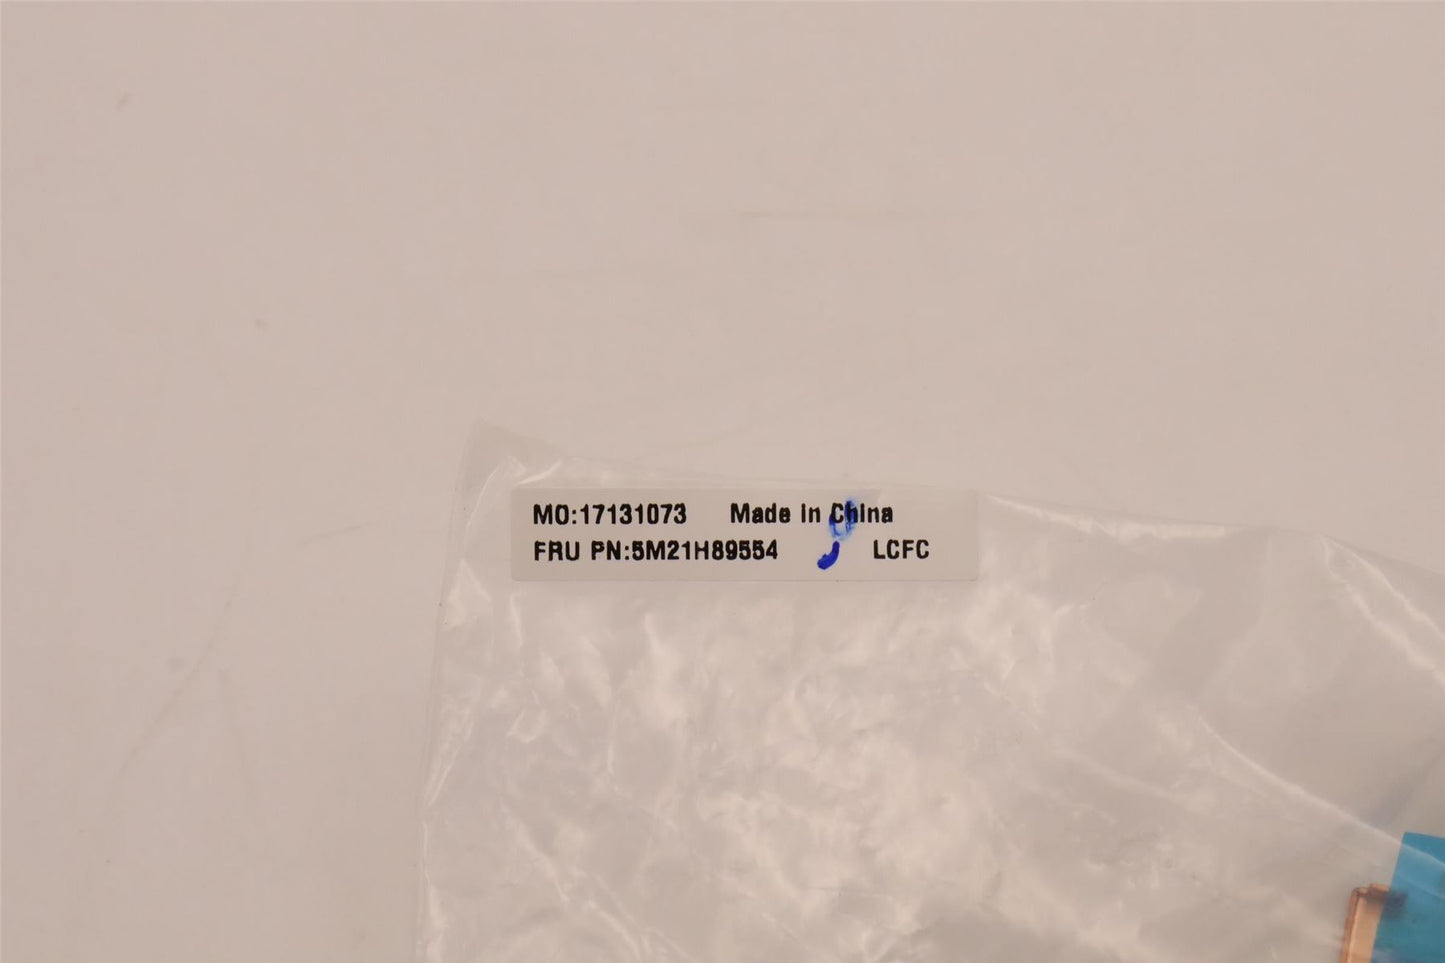 MO:17131073 Made in China
FRU PN:5M21H89554 LCFC